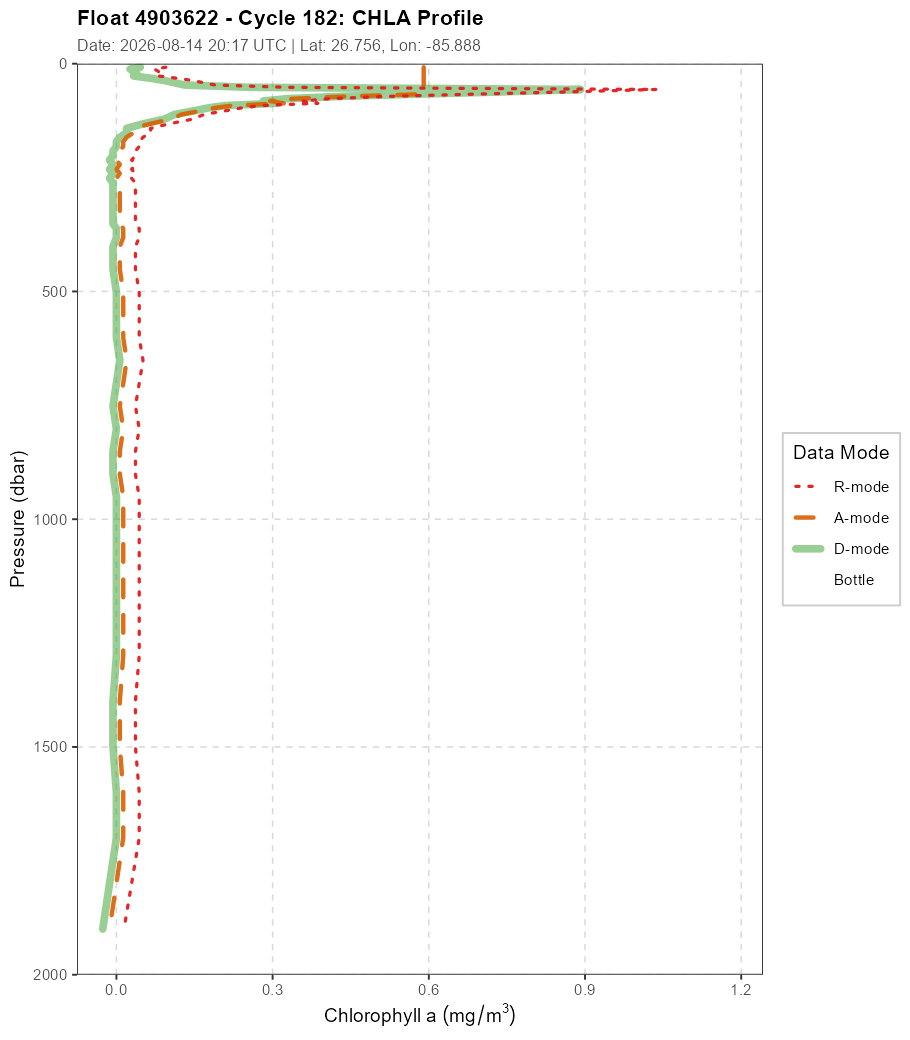 Float 4903622 - Cycle 182: CHLA Profile
Date: 2026-08-14 20:17 UTC | Lat: 26.756, Lon: -85.888
0
500
1000
1500
2000
Pressure (dbar)
0.0 0.3 0.6 0.9 1.2
Chlorophyll a (mg/m³)
Data Mode
R-mode
A-mode
D-mode
Bottle